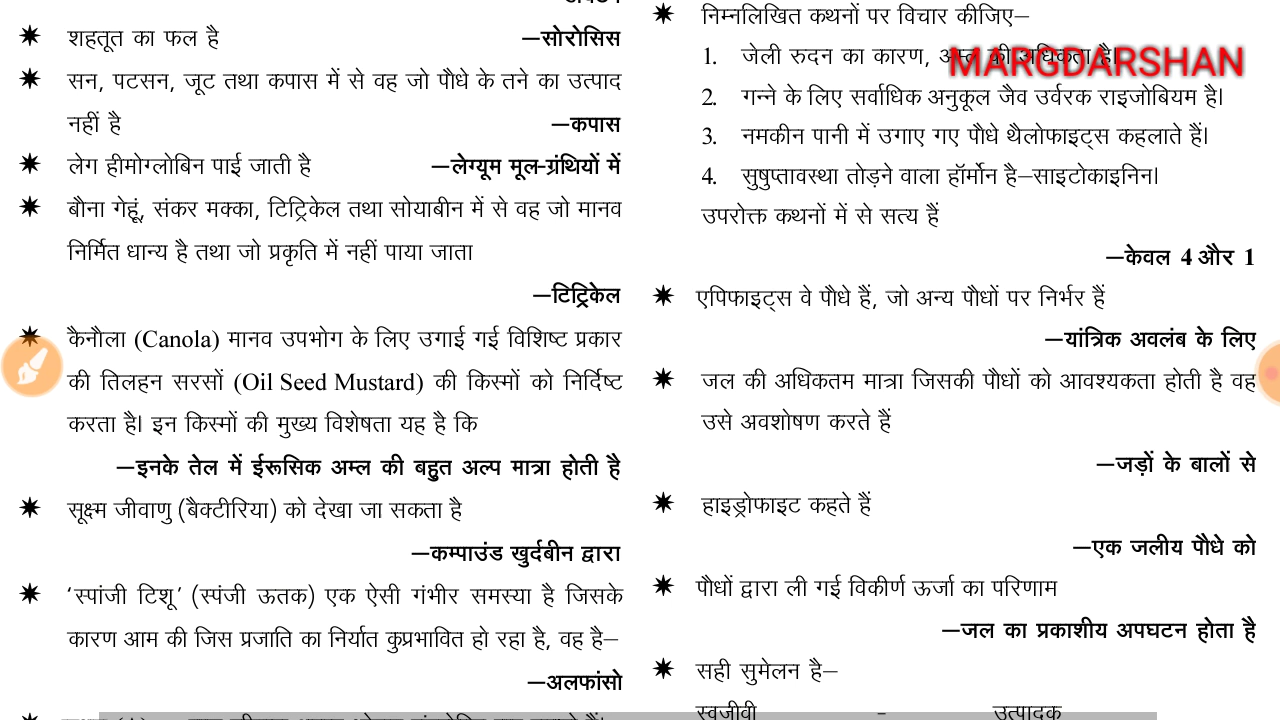 ✷ शहतूत का फल है —सोरोसिस
✷ सन, पटसन, जूट तथा कपास में से वह जो पौधे के तने का उत्पाद
नहीं है —कपास
✷ लेग हीमोग्लोबिन पाई जाती है —लेग्यूम मूल-ग्रंथियों में
✷ बौना गेहूं, संकर मक्का, टिट्रिकेल तथा सोयाबीन में से वह जो मानव
निर्मित धान्य है तथा जो प्रकृति में नहीं पाया जाता
—टिट्रिकेल
✷ कैनौला (Canola) मानव उपभोग के लिए उगाई गई विशिष्ट प्रकार
की तिलहन सरसों (Oil Seed Mustard) की किस्मों को निर्दिष्ट
करता है। इन किस्मों की मुख्य विशेषता यह है कि
—इनके तेल में ईरूसिक अम्ल की बहुत अल्प मात्रा होती है
✷ सूक्ष्म जीवाणु (बैक्टीरिया) को देखा जा सकता है
—कम्पाउंड खुर्दबीन द्वारा
✷ ‘स्पांजी टिशू’ (स्पंजी ऊतक) एक ऐसी गंभीर समस्या है जिसके
कारण आम की जिस प्रजाति का निर्यात कुप्रभावित हो रहा है, वह है–
—अलफांसो
✷ निम्नलिखित कथनों पर विचार कीजिए–
1. जेली रुदन का कारण, अम्ल की अधिकता है।
MARGDARSHAN
2. गन्ने के लिए सर्वाधिक अनुकूल जैव उर्वरक राइजोबियम है।
3. नमकीन पानी में उगाए गए पौधे थैलोफाइट्स कहलाते हैं।
4. सुषुप्तावस्था तोड़ने वाला हॉर्मोन है–साइटोकाइनिन।
उपरोक्त कथनों में से सत्य हैं
—केवल 4 और 1
✷ एपिफाइट्स वे पौधे हैं, जो अन्य पौधों पर निर्भर हैं
—यांत्रिक अवलंब के लिए
✷ जल की अधिकतम मात्रा जिसकी पौधों को आवश्यकता होती है वह
उसे अवशोषण करते हैं
—जड़ों के बालों से
✷ हाइड्रोफाइट कहते हैं
—एक जलीय पौधे को
✷ पौधों द्वारा ली गई विकीर्ण ऊर्जा का परिणाम
—जल का प्रकाशीय अपघटन होता है
✷ सही सुमेलन है–
स्वजीवी - उत्पादक